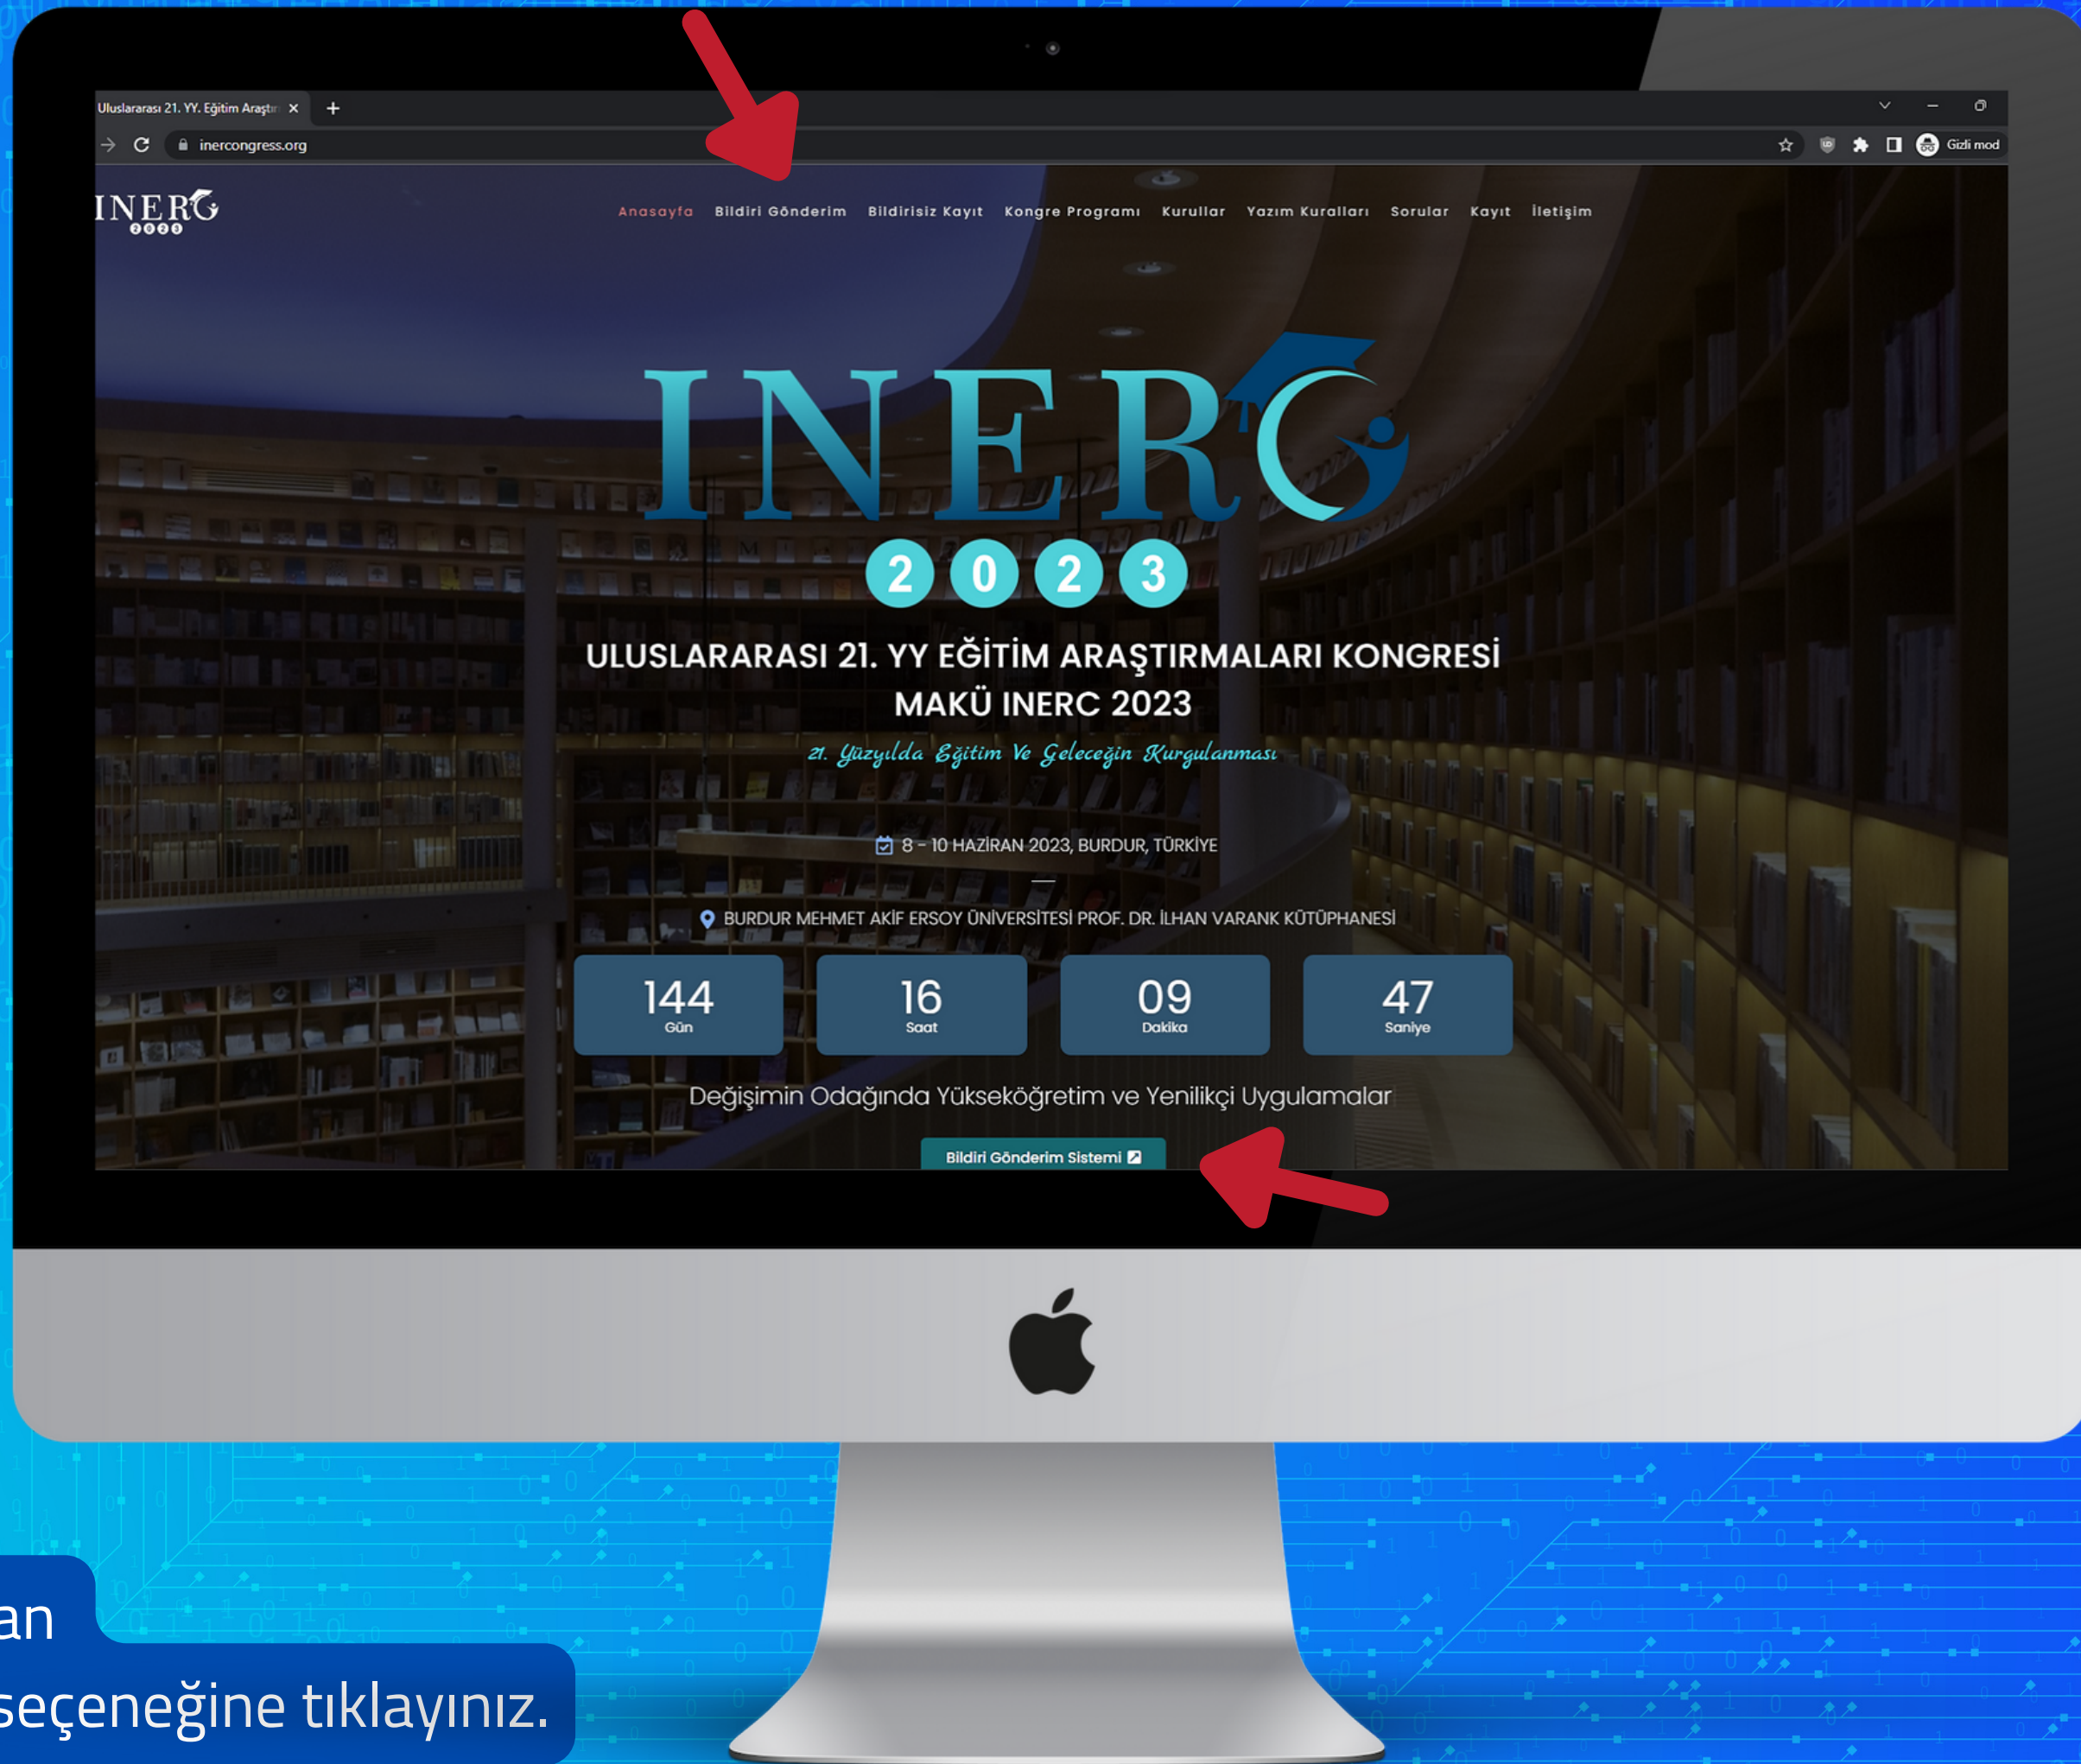 Uluslararası 21. YY. Eğitim Araştır
inercongress.org
Gizli mod
INERC
2023
Anasayfa Bildiri Gönderim Bildirisiz Kayıt Kongre Programı Kurullar Yazım Kuralları Sorular Kayıt İletişim
INERC
2023
ULUSLARARASI 21. YY EĞİTİM ARAŞTIRMALARI KONGRESİ
MAKÜ INERC 2023
21. Yüzyılda Eğitim Ve Geleceğin Kurgulanması
8 - 10 HAZİRAN 2023, BURDUR, TÜRKİYE
BURDUR MEHMET AKİF ERSOY ÜNİVERSİTESİ PROF. DR. İLHAN VARANK KÜTÜPHANESİ
144 16 09 47
Gün Saat Dakika Saniye
Değişimin Odağında Yükseköğretim ve Yenilikçi Uygulamalar
Bildiri Gönderim Sistemi
an
seçeneğine tıklayınız.